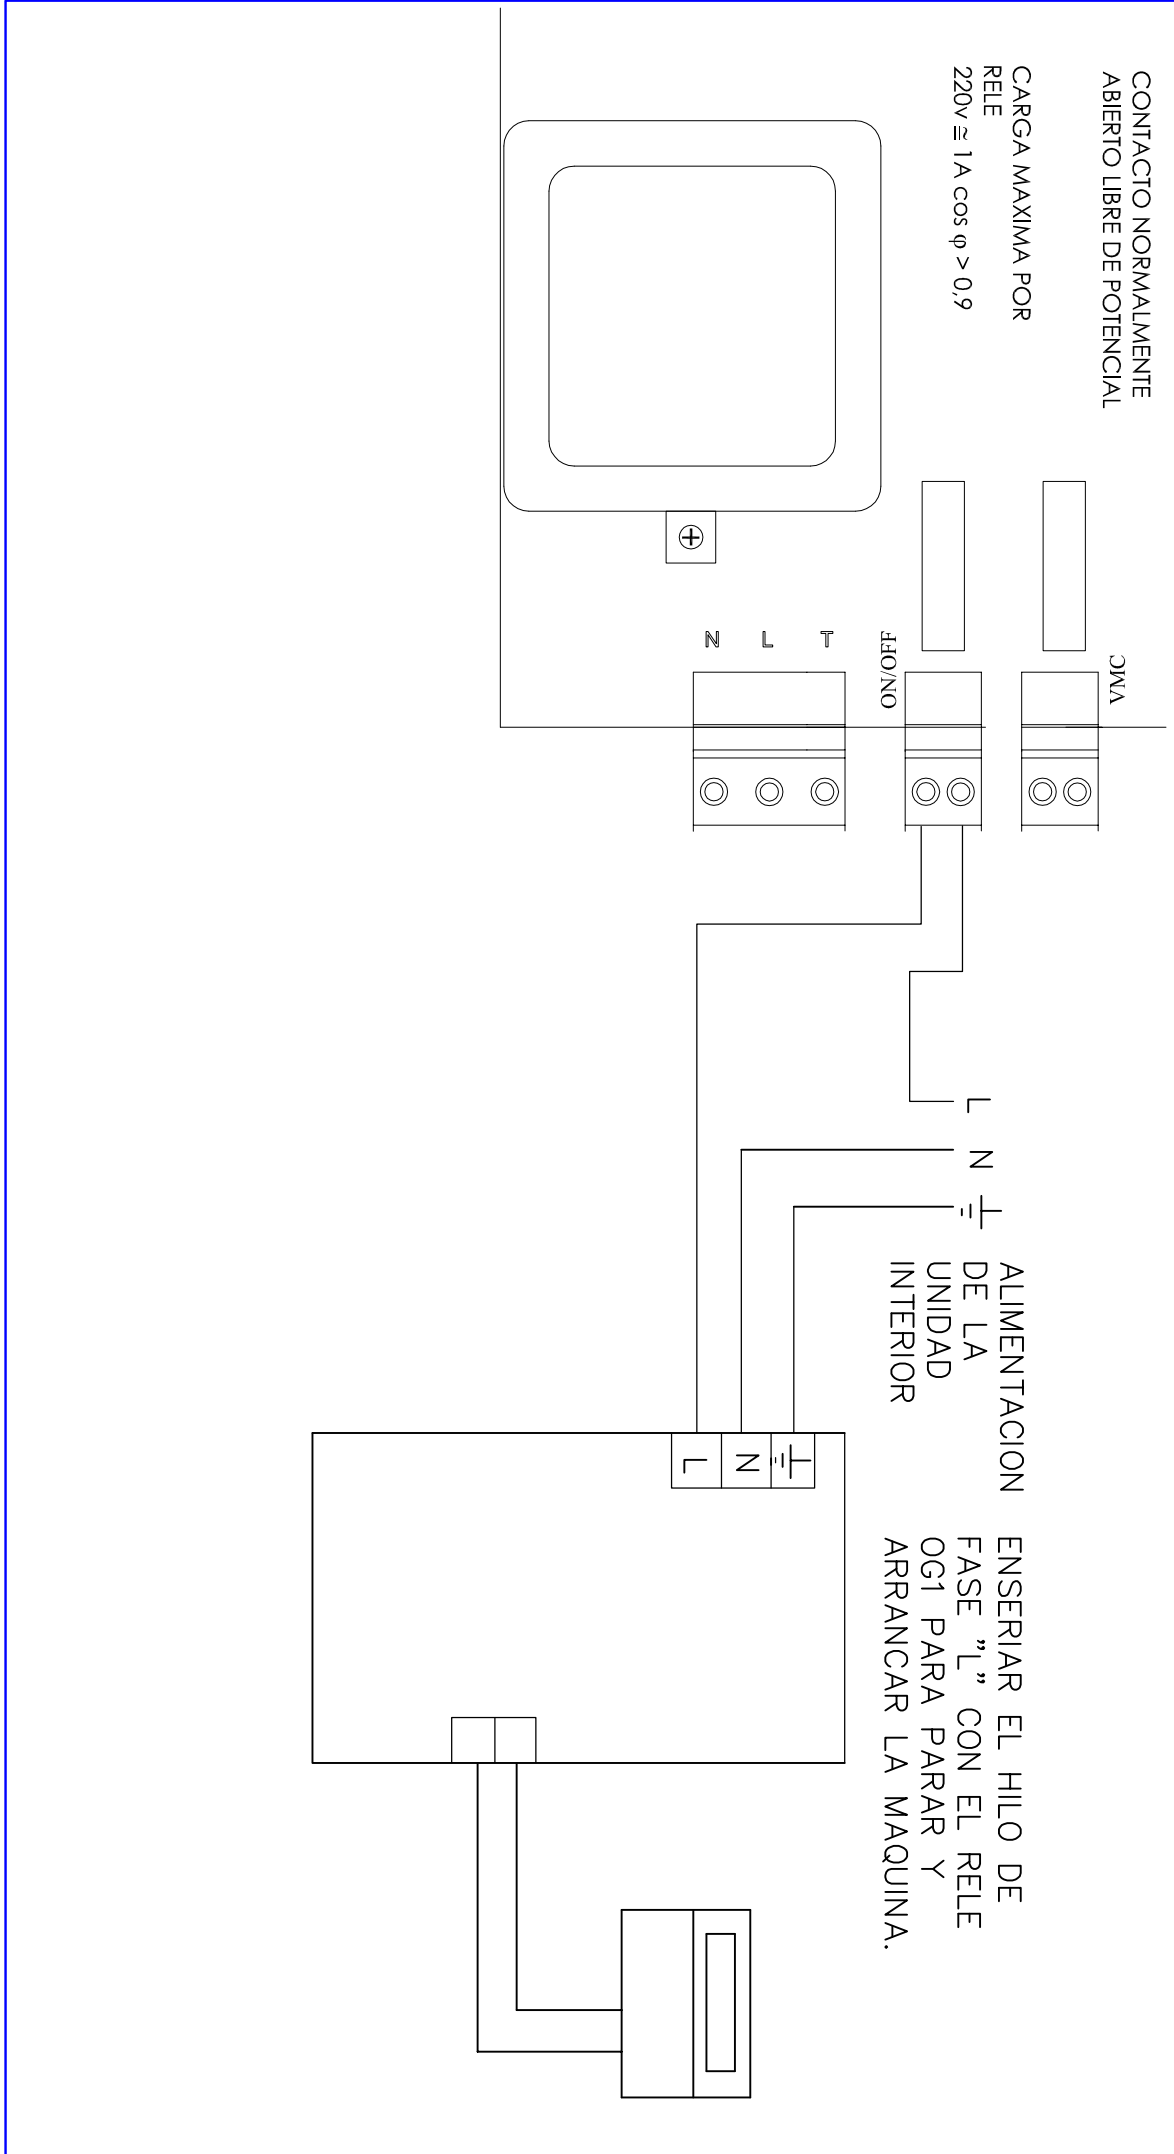 CONTACTO NORMALMENTE
ABIERTO LIBRE DE POTENCIAL
CARGA MAXIMA POR
RELE
220v ≅ 1A cos φ > 0,9
VMC
ON/OFF
N L T
L
N
ALIMENTACION
DE LA
UNIDAD
INTERIOR
ENSERIAR EL HILO DE
FASE "L" CON EL RELE
OG1 PARA PARAR Y
ARRANCAR LA MAQUINA.
L
N